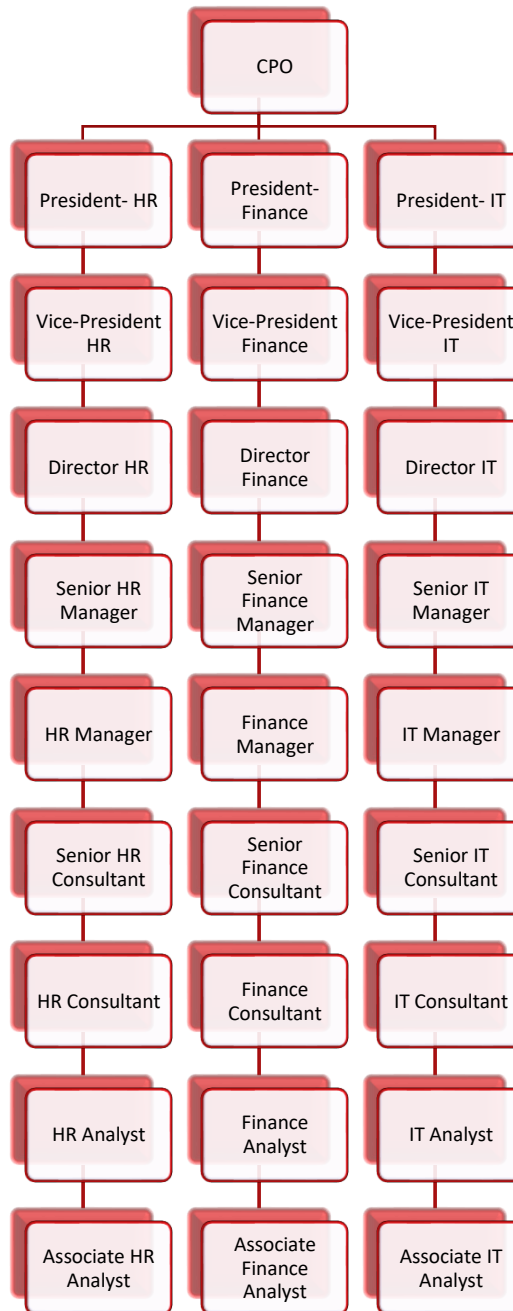 CPO
President- HR
President-
Finance
President- IT
Vice-President
HR
Vice-President
Finance
Vice-President
IT
Director HR
Director
Finance
Director IT
Senior HR
Manager
Senior
Finance
Manager
Senior IT
Manager
HR Manager
Finance
Manager
IT Manager
Senior HR
Consultant
Senior
Finance
Consultant
Senior IT
Consultant
HR Consultant
Finance
Consultant
IT Consultant
HR Analyst
Finance
Analyst
IT Analyst
Associate HR
Analyst
Associate
Finance
Analyst
Associate IT
Analyst